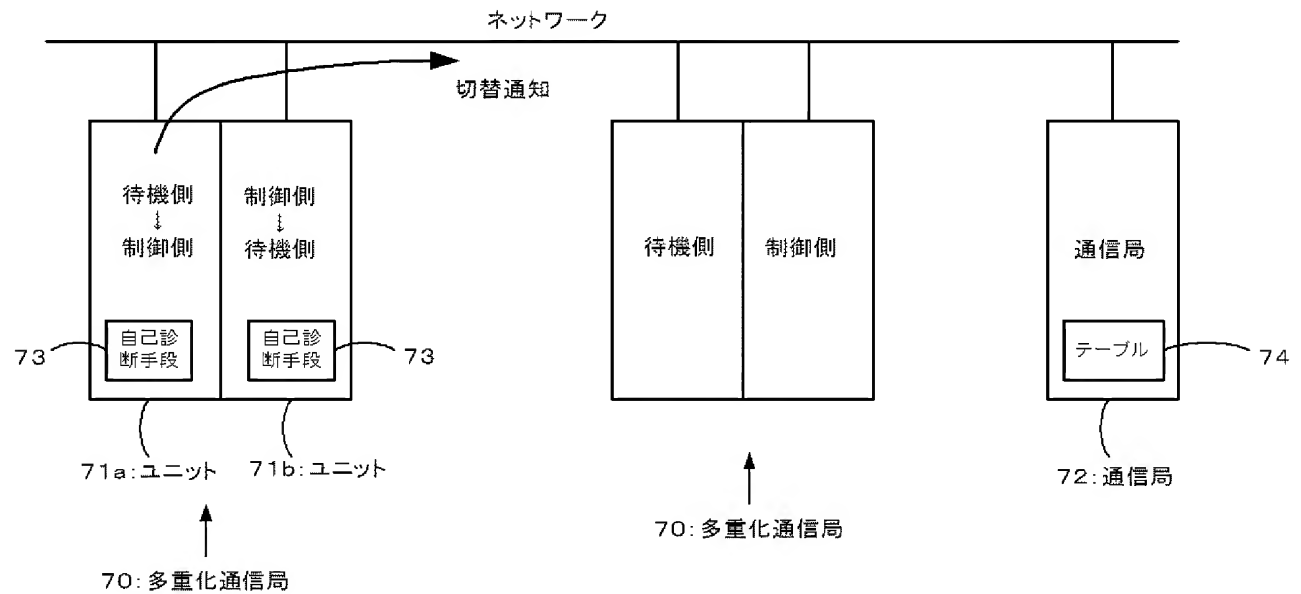 ネットワーク
切替通知
待機側
↓
制御側
制御側
↓
待機側
自己診
断手段
自己診
断手段
73
73
71a:ユニット
71b:ユニット
70:多重化通信局
待機側
制御側
70:多重化通信局
通信局
テーブル
74
72:通信局